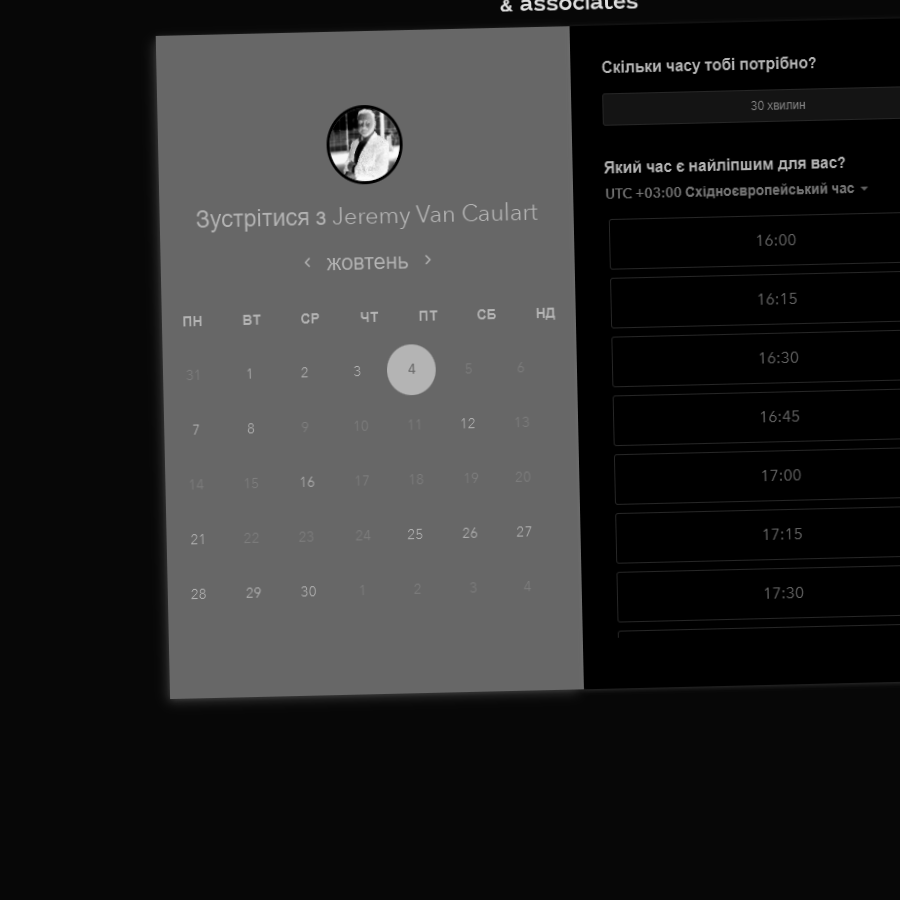 & associates
Зустрітися з Jeremy Van Caulart
‹ жовтень ›
ПН ВТ СР ЧТ ПТ СБ НД
31 1 2 3 4 5 6
7 8 9 10 11 12 13
14 15 16 17 18 19 20
21 22 23 24 25 26 27
28 29 30 1 2 3 4
Скільки часу тобі потрібно?
30 хвилин
Який час є найліпшим для вас?
UTC +03:00 Східноєвропейський час
16:00
16:15
16:30
16:45
17:00
17:15
17:30